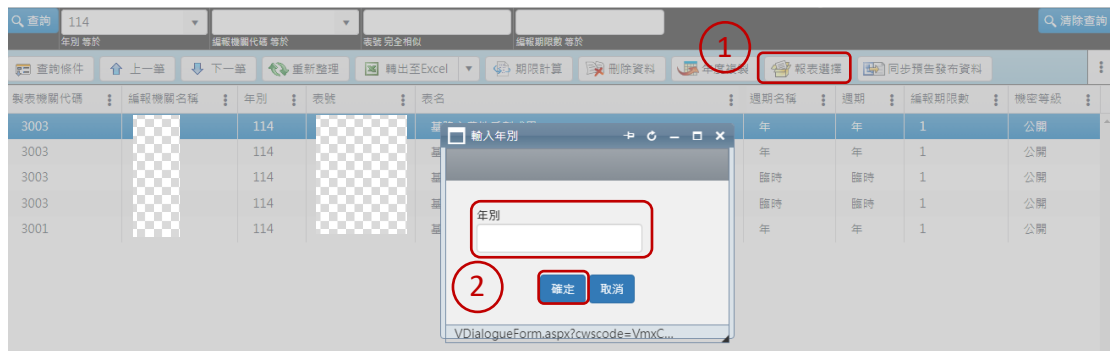 查詢 114 清除查詢
年別 等於 編報機關代碼 等於 表號 完全相似 編報期限數 等於
1
查詢條件 上一筆 下一筆 重新整理 轉出至Excel 期限計算 刪除資料 年度複製 報表選擇 同步預告發布資料
製表機關代碼 編報機關名稱 年別 表號 表名 週期名稱 週期 編報期限數 機密等級
3003 114 年 年 1 公開
輸入年別
3003 114 年 年 1 公開
3003 114 臨時 臨時 1 公開
3003 114 臨時 臨時 1 公開
年別
3001 114 年 年 1 公開
2
確定 取消
VDialogueForm.aspx?cwscode=VmxC...